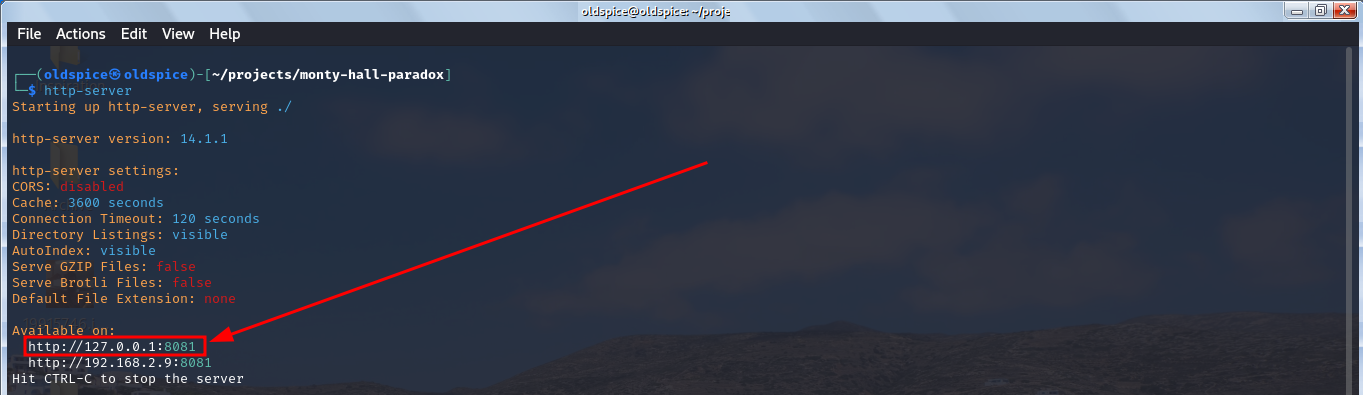 oldspice@oldspice: ~/proje
File Actions Edit View Help
┌──(oldspice㉿oldspice)-[~/projects/monty-hall-paradox]
└─$ http-server
Starting up http-server, serving ./
http-server version: 14.1.1
http-server settings:
CORS: disabled
Cache: 3600 seconds
Connection Timeout: 120 seconds
Directory Listings: visible
AutoIndex: visible
Serve GZIP Files: false
Serve Brotli Files: false
Default File Extension: none
Available on:
http://127.0.0.1:8081
http://192.168.2.9:8081
Hit CTRL-C to stop the server